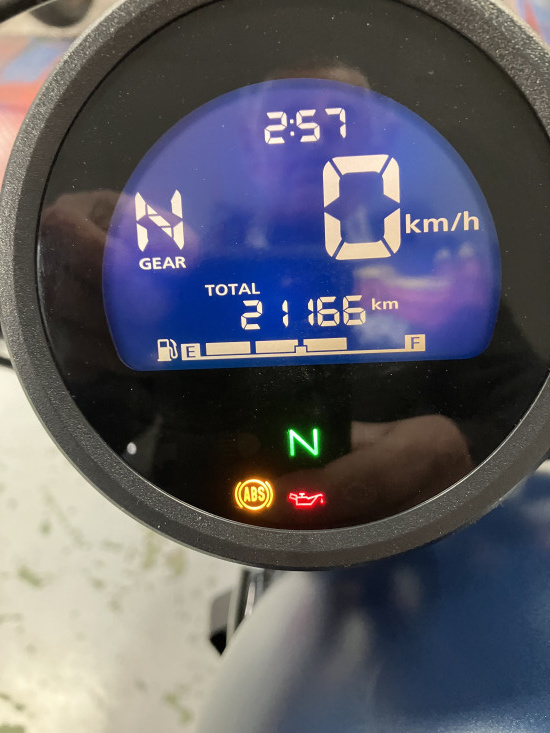 2:57
N 0 km/h
GEAR
TOTAL
21166 km
E F
N
ABS